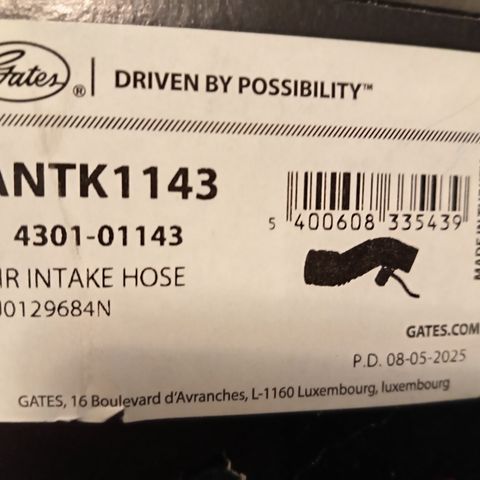 Gates ® | DRIVEN BY POSSIBILITY™
ANTK1143
4301-01143
5 400608 335439
IR INTAKE HOSE
0129684N
GATES.COM
P.D. 08-05-2025
GATES, 16 Boulevard d'Avranches, L-1160 Luxembourg, luxembourg
MADE IN